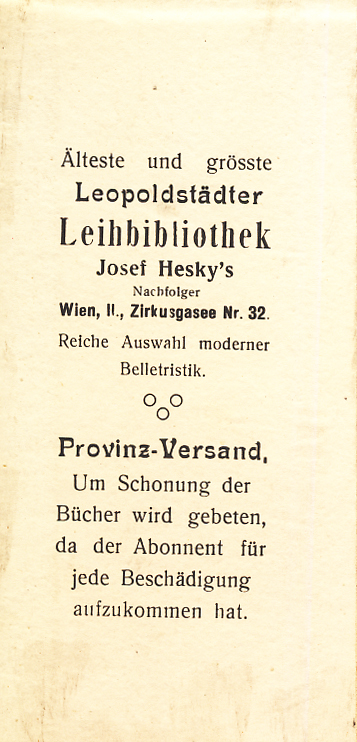 Älteste und grösste
Leopoldstädter
Leihbibliothek
Josef Hesky's
Nachfolger
Wien, II., Zirkusgasee Nr. 32.
Reiche Auswahl moderner
Belletristik.
Provinz-Versand,
Um Schonung der
Bücher wird gebeten,
da der Abonnent für
jede Beschädigung
aufzukommen hat.